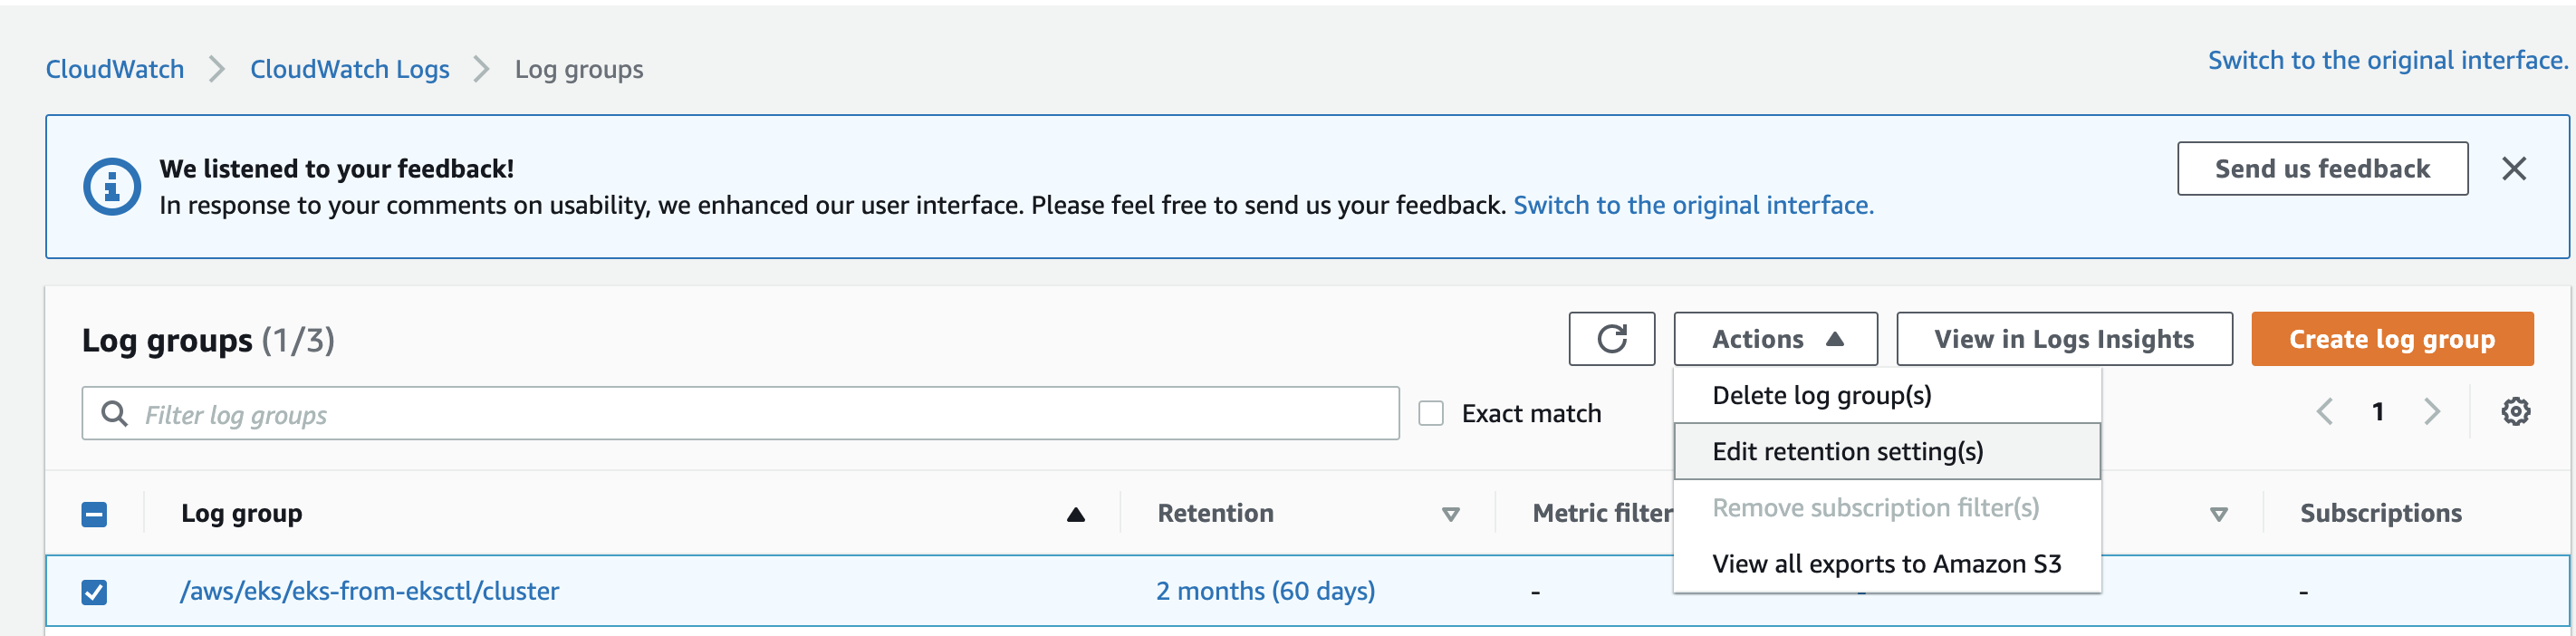 CloudWatch > CloudWatch Logs > Log groups
Switch to the original interface.
We listened to your feedback!
In response to your comments on usability, we enhanced our user interface. Please feel free to send us your feedback. Switch to the original interface.
Send us feedback
Log groups (1/3)
Actions
View in Logs Insights
Create log group
Filter log groups
Exact match
Delete log group(s)
Edit retention setting(s)
Remove subscription filter(s)
View all exports to Amazon S3
1
Log group
Retention
Metric filter
Subscriptions
/aws/eks/eks-from-eksctl/cluster
2 months (60 days)
-
-